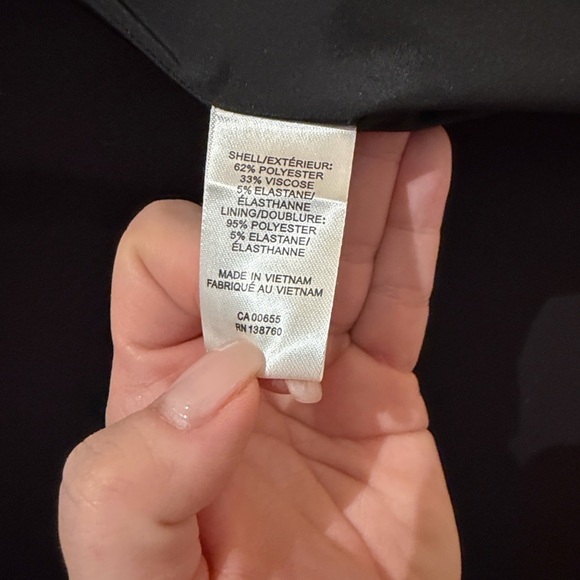 SHELL/EXTÉRIEUR:
62% POLYESTER
33% VISCOSE
5% ELASTANE/
ÉLASTHANNE
LINING/DOUBLURE:
95% POLYESTER
5% ELASTANE/
ÉLASTHANNE
MADE IN VIETNAM
FABRIQUÉ AU VIETNAM
CA 00655
RN 138760